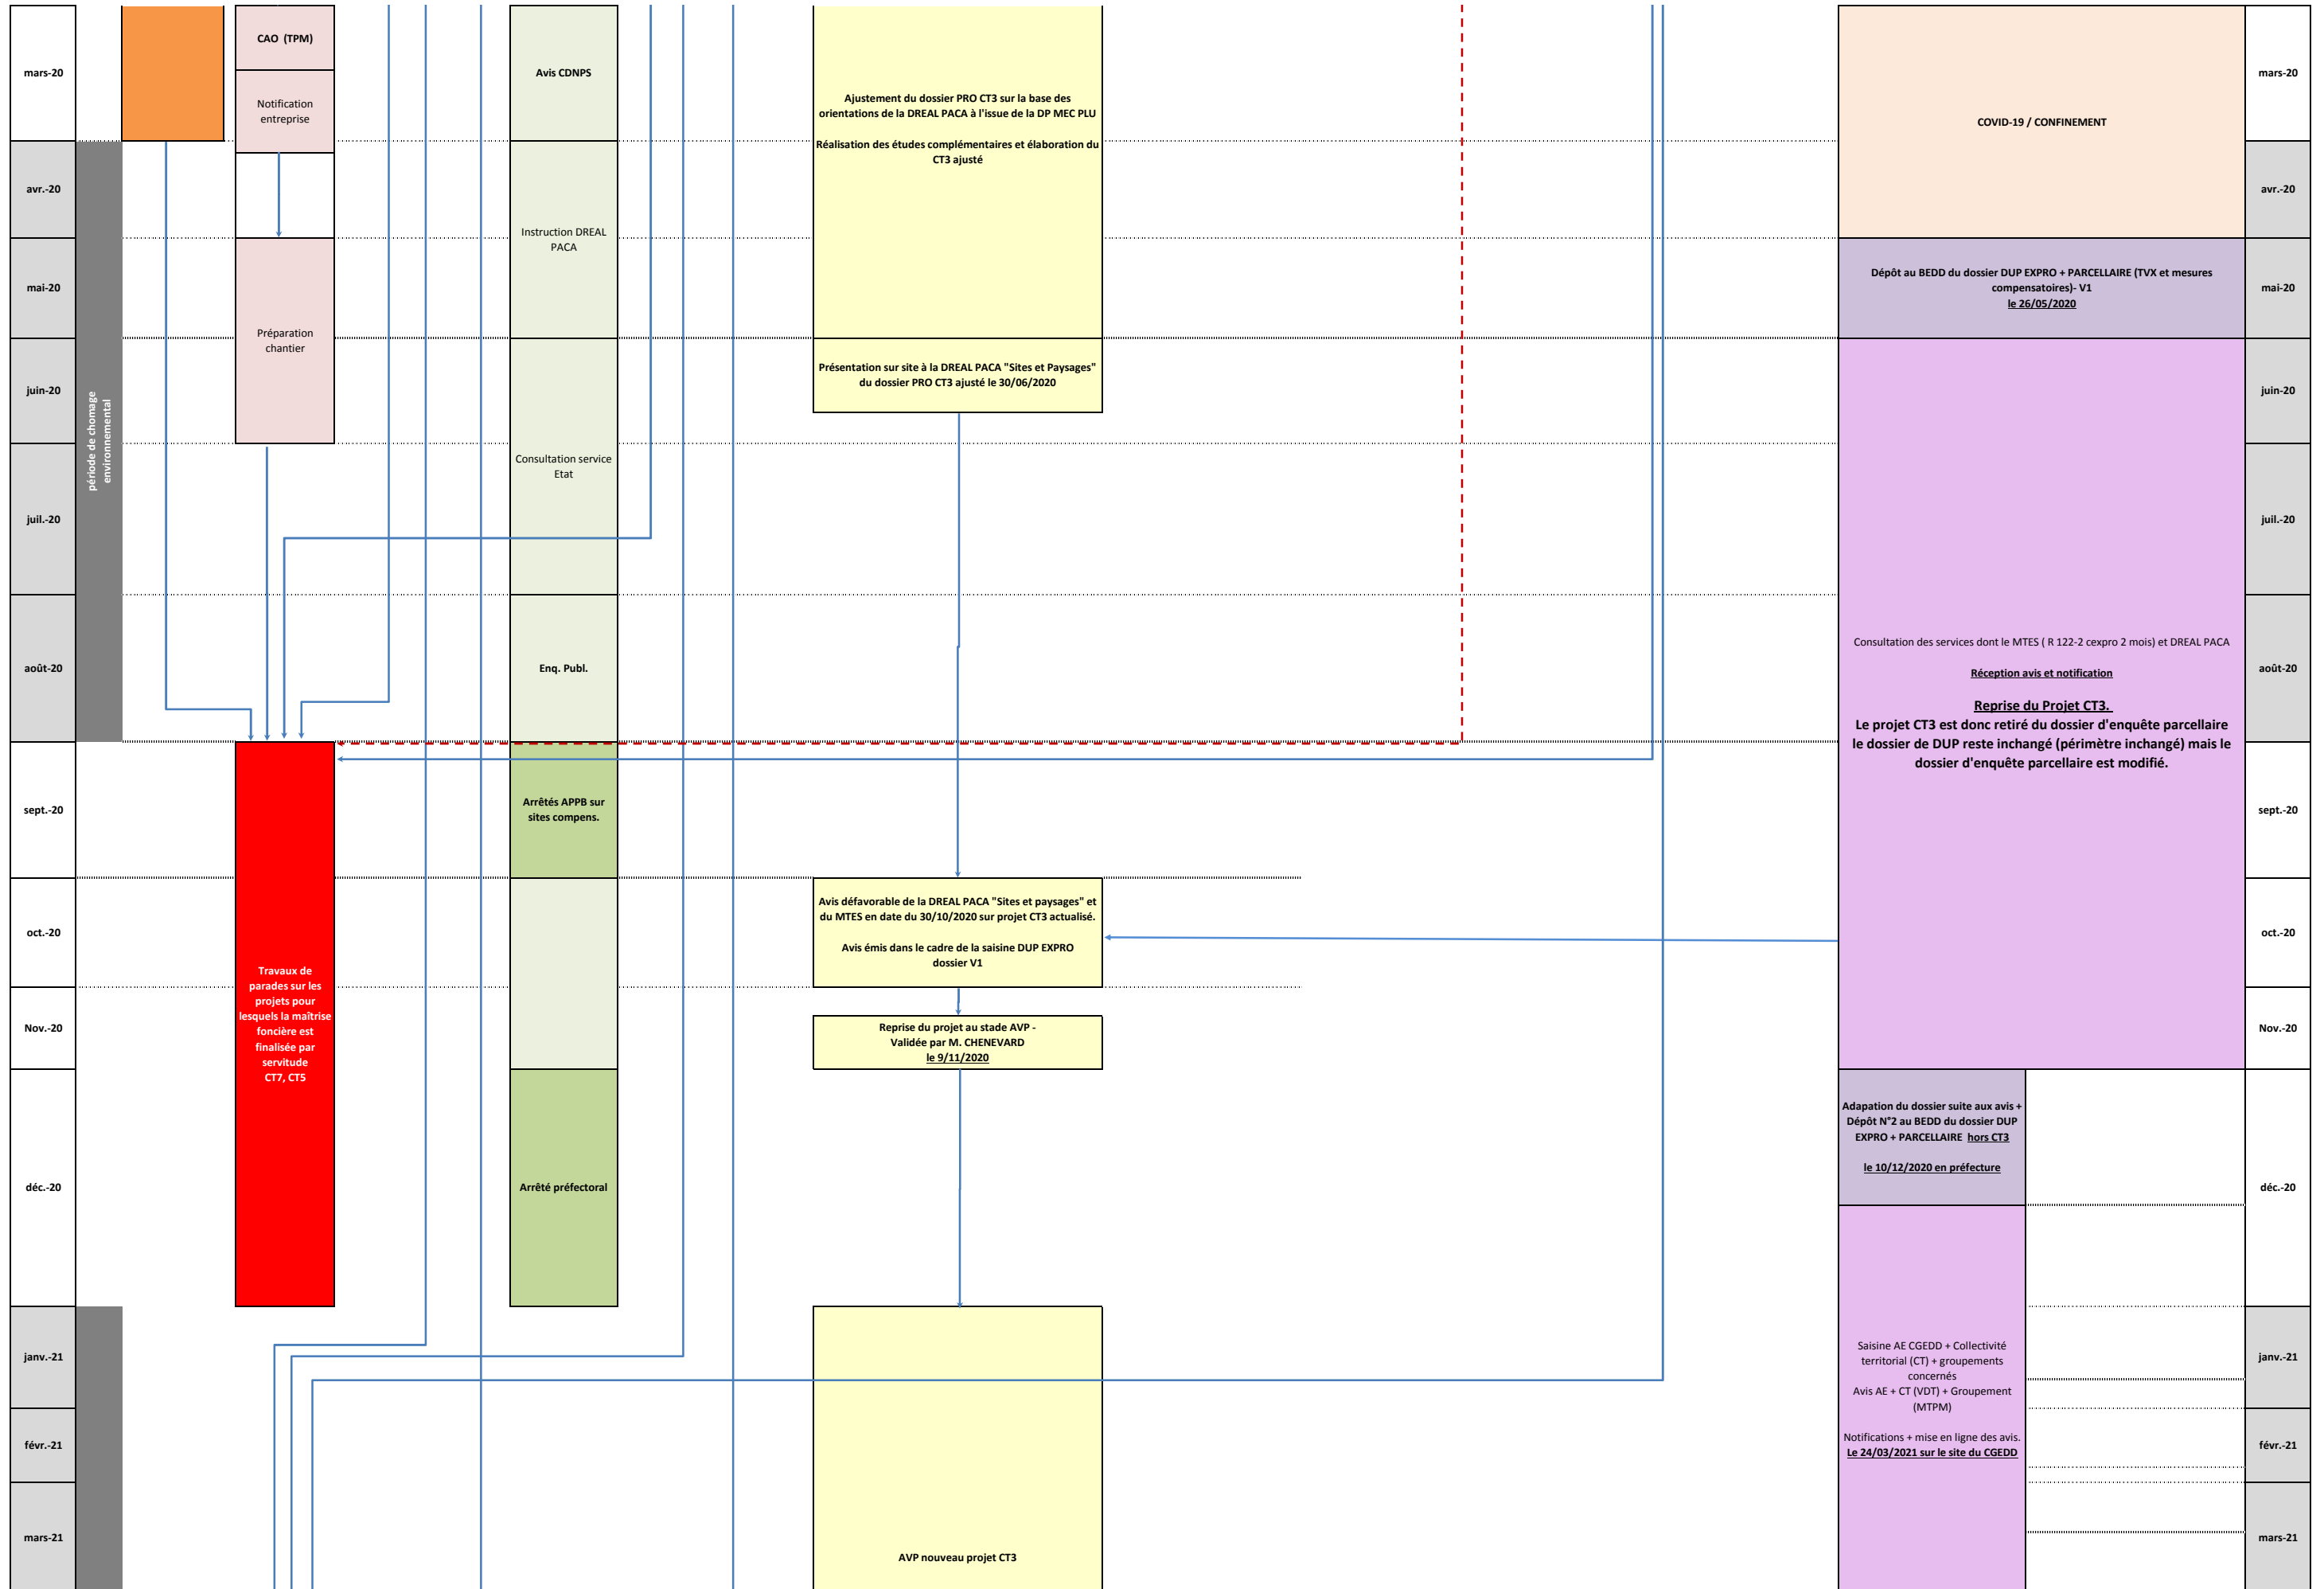 mars-20
CAO (TPM)
Notification
entreprise
Avis CDNPS
Ajustement du dossier PRO CT3 sur la base des
orientations de la DREAL PACA à l'issue de la DP MEC PLU
Réalisation des études complémentaires et élaboration du
CT3 ajusté
COVID-19 / CONFINEMENT
mars-20
avr.-20
Instruction DREAL
PACA
avr.-20
mai-20
Préparation
chantier
Dépôt au BEDD du dossier DUP EXPRO + PARCELLAIRE (TVX et mesures
compensatoires)- V1
le 26/05/2020
mai-20
juin-20
période de chomage
environnemental
Présentation sur site à la DREAL PACA "Sites et Paysages"
du dossier PRO CT3 ajusté le 30/06/2020
juin-20
juil.-20
Consultation service
Etat
juil.-20
août-20
Enq. Publ.
Consultation des services dont le MTES ( R 122-2 cexpro 2 mois) et DREAL PACA
Réception avis et notification
Reprise du Projet CT3.
Le projet CT3 est donc retiré du dossier d'enquête parcellaire
le dossier de DUP reste inchangé (périmètre inchangé) mais le
dossier d'enquête parcellaire est modifié.
août-20
sept.-20
Arrêtés APPB sur
sites compens.
sept.-20
oct.-20
Travaux de
parades sur les
projets pour
lesquels la maîtrise
foncière est
finalisée par
servitude
CT7, CT5
Avis défavorable de la DREAL PACA "Sites et paysages" et
du MTES en date du 30/10/2020 sur projet CT3 actualisé.
Avis émis dans le cadre de la saisine DUP EXPRO
dossier V1
oct.-20
Nov.-20
Reprise du projet au stade AVP -
Validée par M. CHENEVARD
le 9/11/2020
Nov.-20
déc.-20
Arrêté préfectoral
Adapation du dossier suite aux avis +
Dépôt N°2 au BEDD du dossier DUP
EXPRO + PARCELLAIRE hors CT3
le 10/12/2020 en préfecture
déc.-20
janv.-21
Saisine AE CGEDD + Collectivité
territorial (CT) + groupements
concernés
Avis AE + CT (VDT) + Groupement
(MTPM)
Notifications + mise en ligne des avis.
Le 24/03/2021 sur le site du CGEDD
janv.-21
févr.-21
févr.-21
mars-21
AVP nouveau projet CT3
mars-21